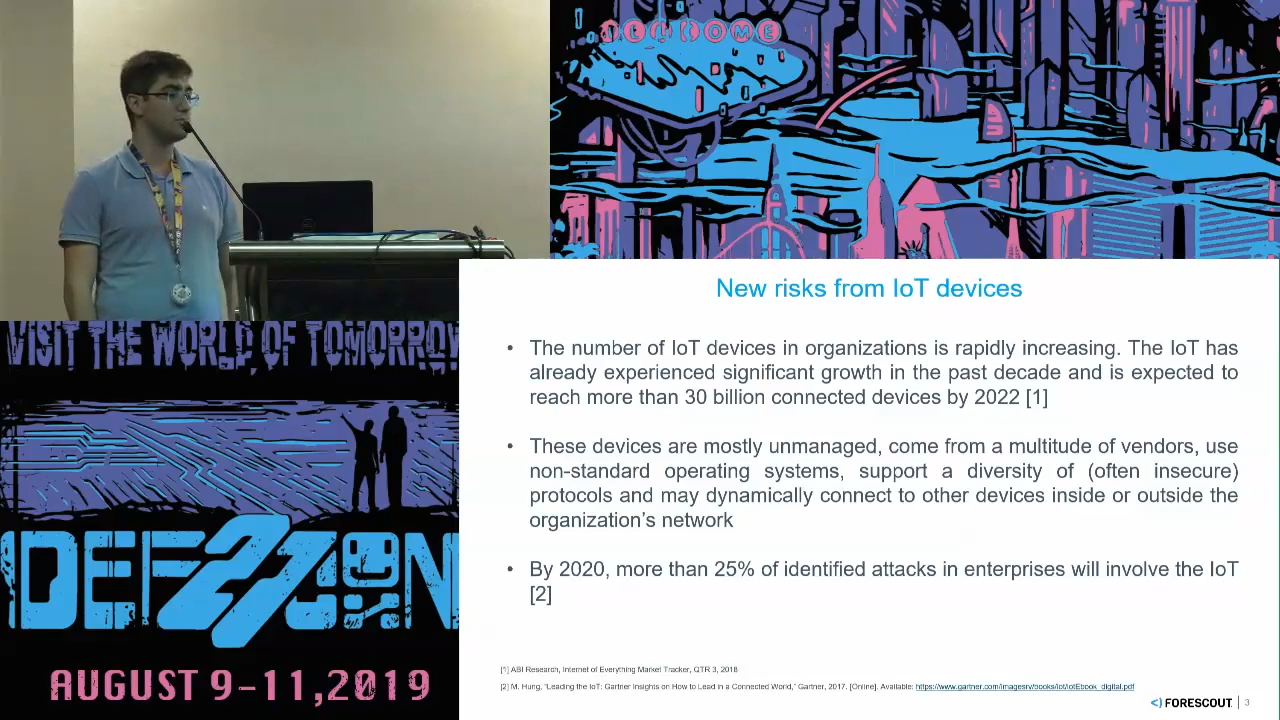 WELCOME
New risks from IoT devices
• The number of IoT devices in organizations is rapidly increasing. The IoT has
already experienced significant growth in the past decade and is expected to
reach more than 30 billion connected devices by 2022 [1]
• These devices are mostly unmanaged, come from a multitude of vendors, use
non-standard operating systems, support a diversity of (often insecure)
protocols and may dynamically connect to other devices inside or outside the
organization's network
• By 2020, more than 25% of identified attacks in enterprises will involve the IoT
[2]
[1] ABI Research, Internet of Everything Market Tracker, QTR 3, 2018
[2] M. Hung, "Leading the IoT: Gartner Insights on How to Lead in a Connected World," Gartner, 2017. [Online]. Available: https://www.gartner.com/imagesrv/books/iot/iotEbook_digital.pdf
<) FORESCOUT 3
VISIT THE WORLD OF TOMORROW
DEF 27 CON
AUGUST 9-11,2019